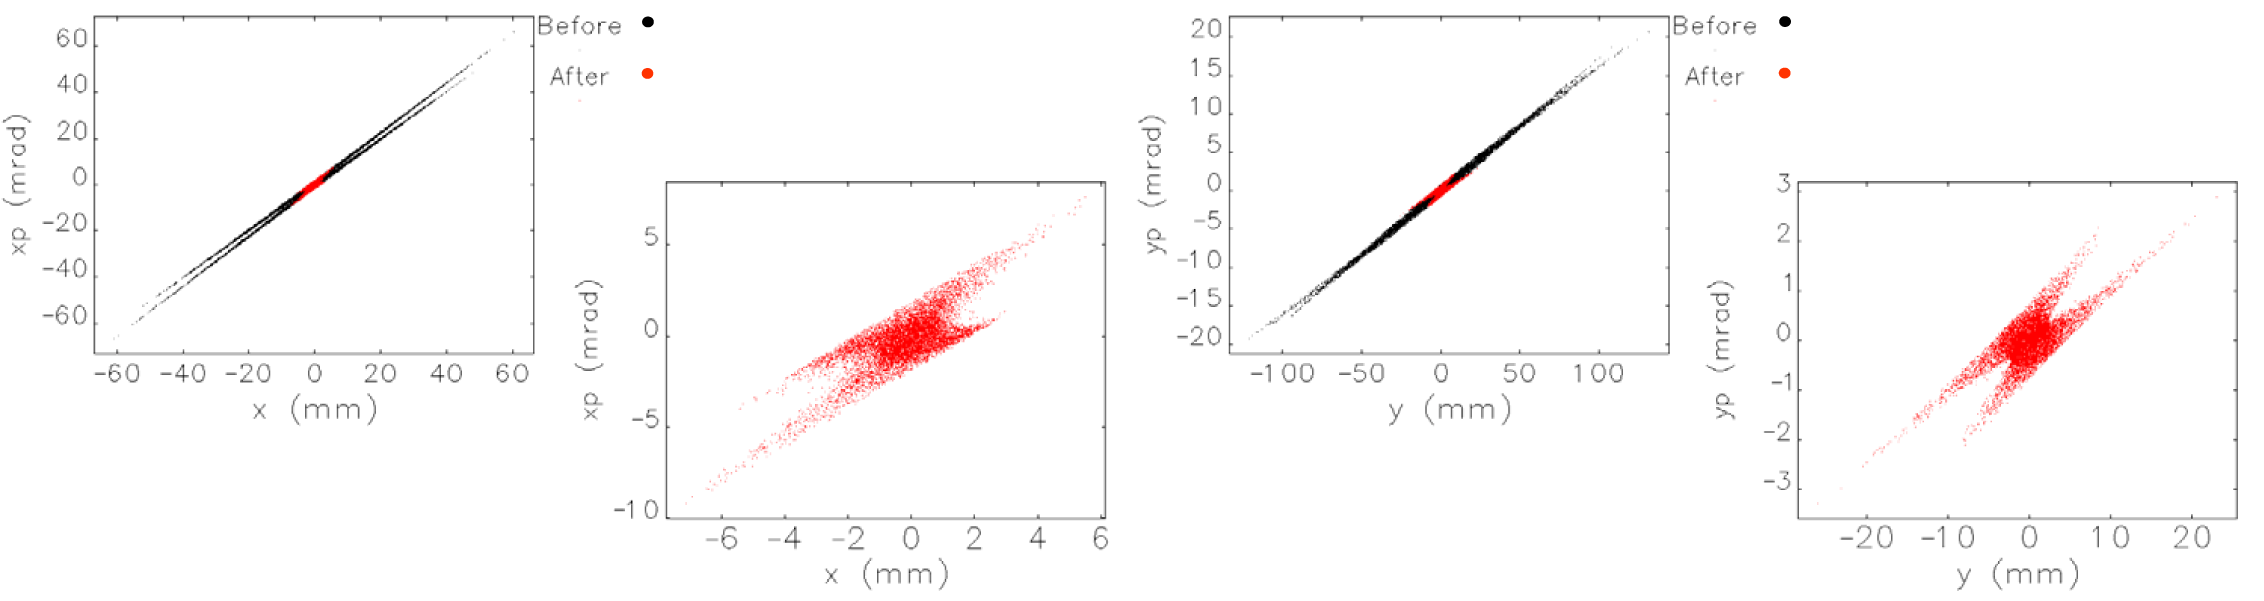 60
40
20
0
-20
-40
-60
xp (mrad)
-60 -40 -20 0 20 40 60
x (mm)
Before
After
5
0
-5
-10
xp (mrad)
-6 -4 -2 0 2 4 6
x (mm)
20
15
10
5
0
-5
-10
-15
-20
yp (mrad)
-100 -50 0 50 100
y (mm)
Before
After
3
2
1
0
-1
-2
-3
yp (mrad)
-20 -10 0 10 20
y (mm)